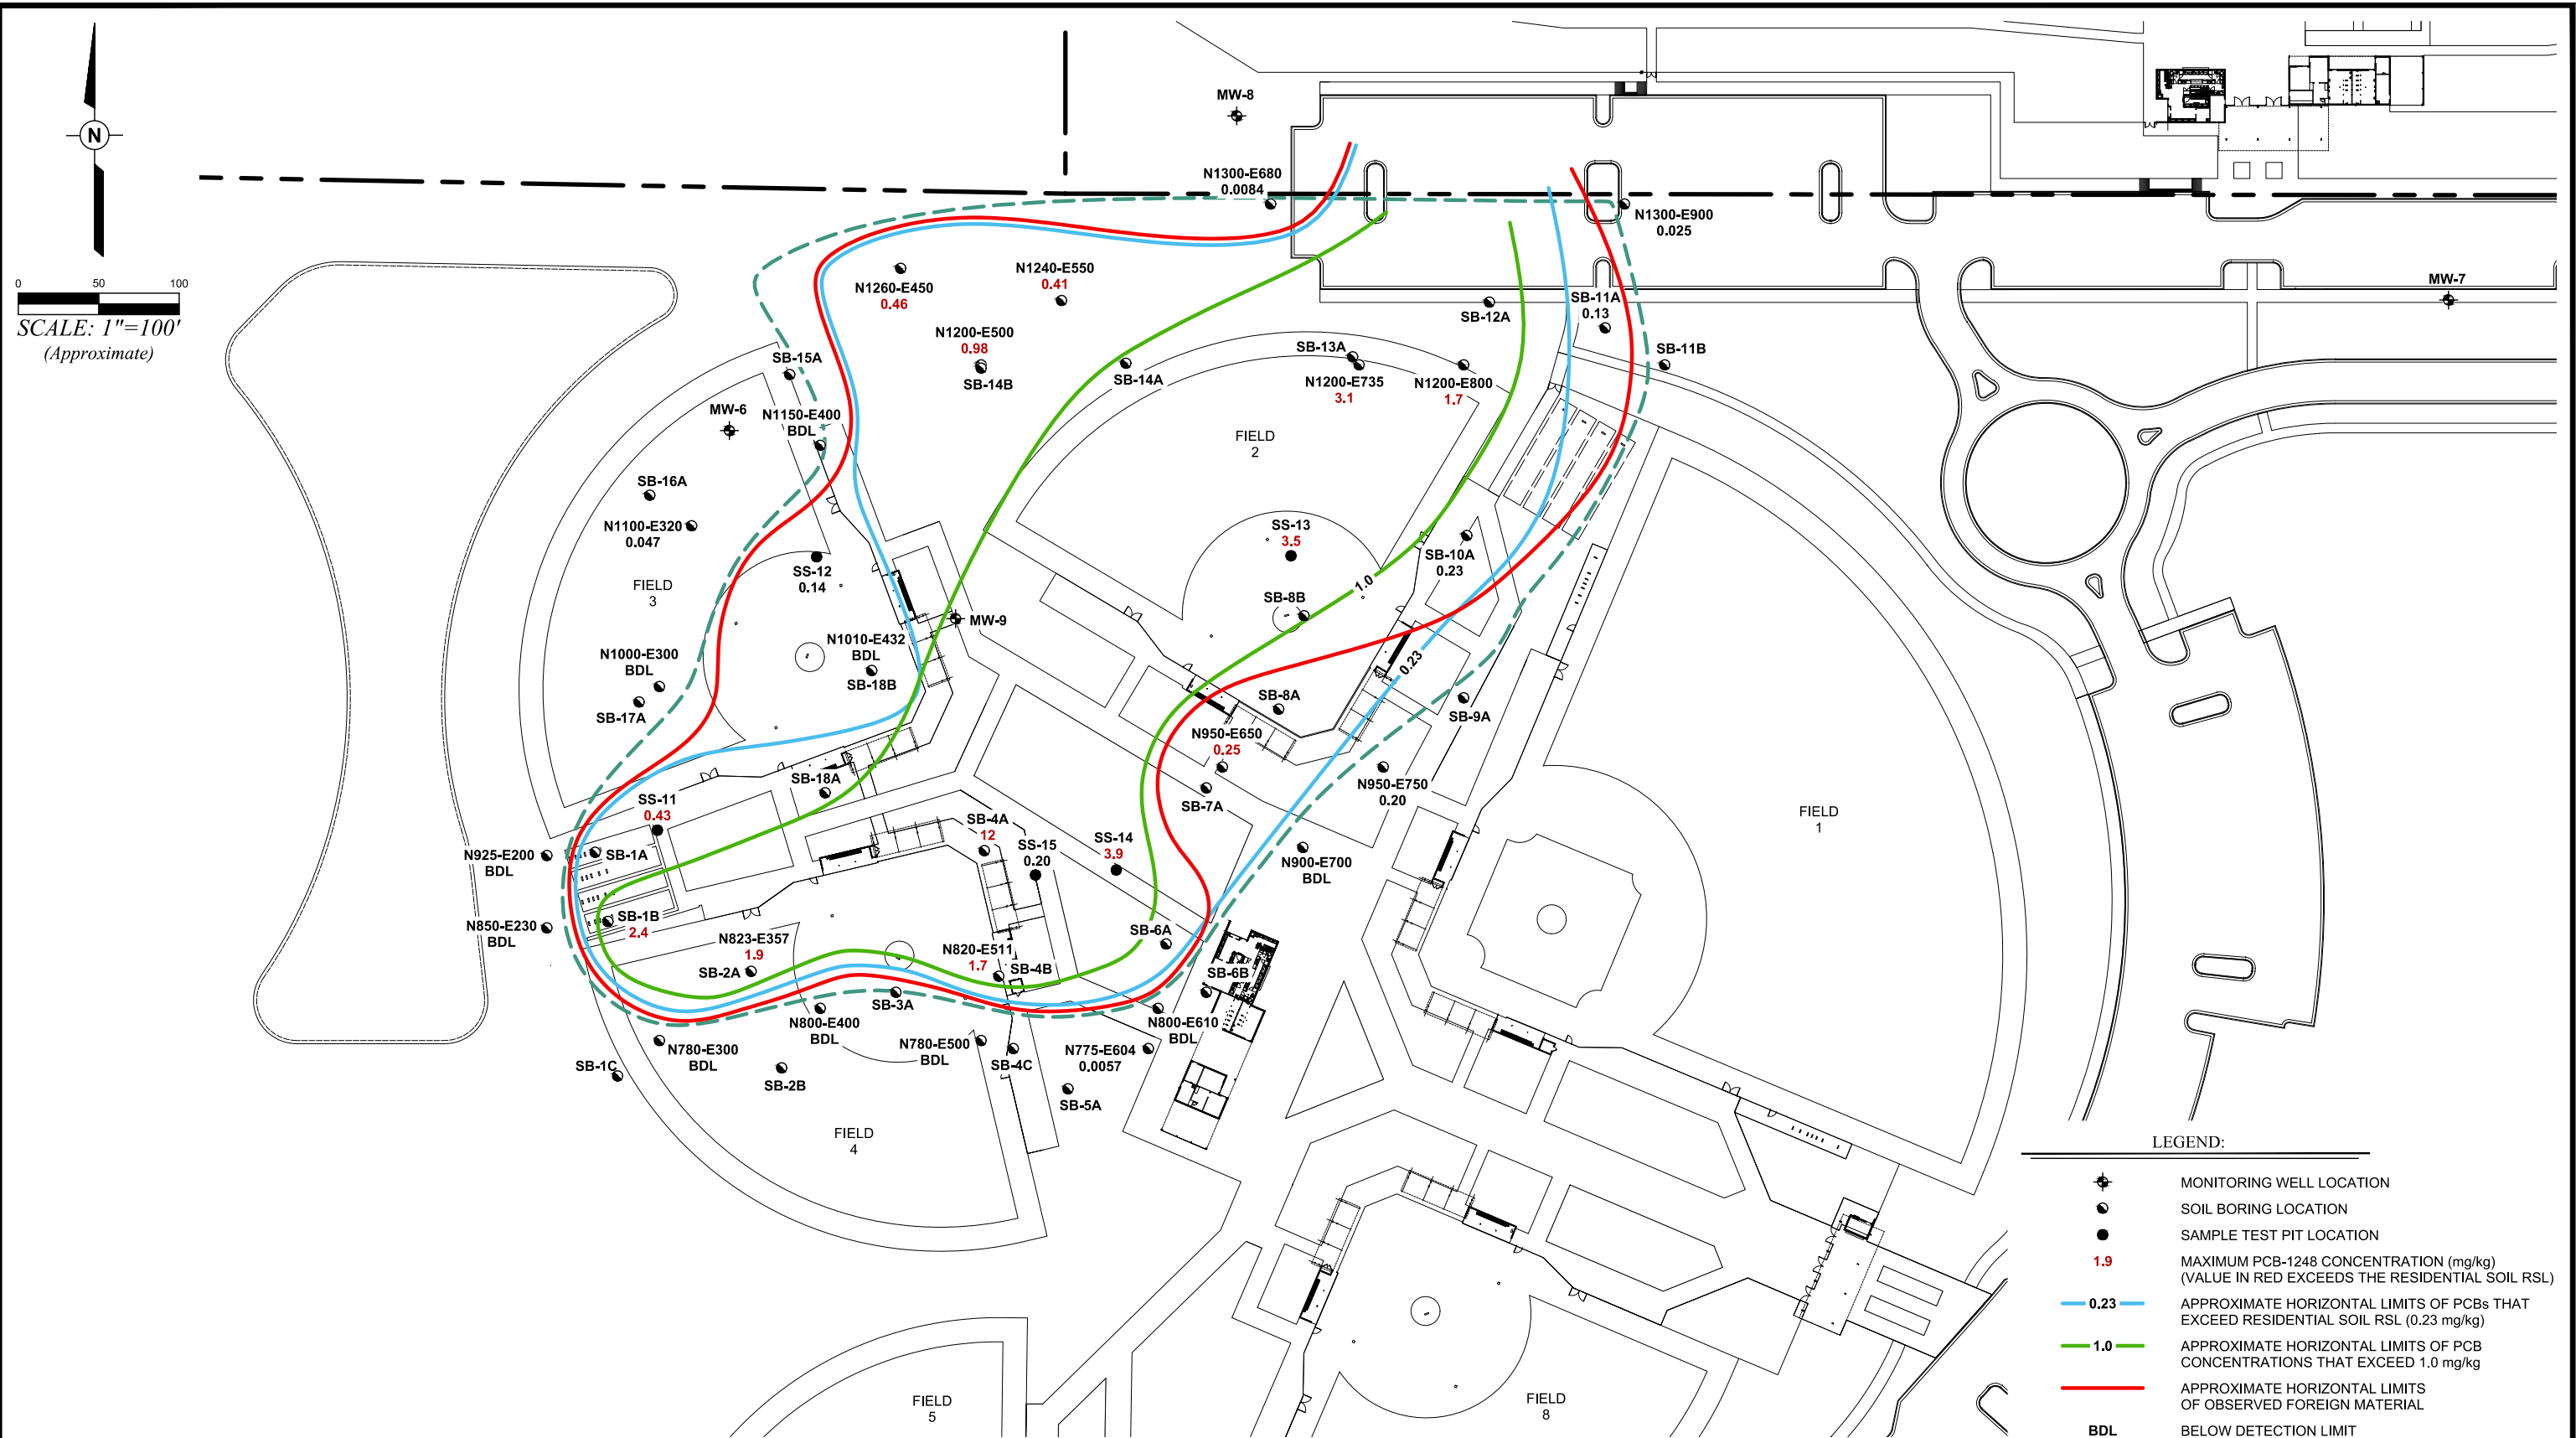 MW-8
N
N1300-E680
0.0084
N1300-E900
0.025
0 50 100
SCALE: 1"=100'
(Approximate)
N1260-E450
0.46
N1240-E550
0.41
MW-7
SB-11A
0.13
SB-12A
N1200-E500
0.98
SB-14B
SB-15A
SB-14A
SB-13A
N1200-E735
3.1
N1200-E800
1.7
SB-11B
MW-6
N1150-E400
BDL
FIELD
2
SB-16A
N1100-E320
0.047
SS-12
0.14
SS-13
3.5
SB-10A
0.23
FIELD
3
1.0
SB-8B
MW-9
N1010-E432
BDL
SB-18B
N1000-E300
BDL
SB-17A
0.23
SB-8A
SB-9A
N950-E650
0.25
SB-7A
N950-E750
0.20
SB-18A
SS-11
0.43
FIELD
1
SB-4A
12
SS-15
0.20
SS-14
3.9
N925-E200
BDL
SB-1A
N900-E700
BDL
SB-1B
2.4
N850-E230
BDL
N823-E357
1.9
SB-2A
N820-E511
1.7
SB-4B
SB-6A
SB-6B
SB-3A
N800-E400
BDL
N800-E610
BDL
N780-E300
BDL
N780-E500
BDL
SB-4C
N775-E604
0.0057
SB-1C
SB-2B
SB-5A
FIELD
4
FIELD
5
FIELD
8
LEGEND:
MONITORING WELL LOCATION
SOIL BORING LOCATION
SAMPLE TEST PIT LOCATION
1.9 MAXIMUM PCB-1248 CONCENTRATION (mg/kg)
(VALUE IN RED EXCEEDS THE RESIDENTIAL SOIL RSL)
0.23 APPROXIMATE HORIZONTAL LIMITS OF PCBs THAT
EXCEED RESIDENTIAL SOIL RSL (0.23 mg/kg)
1.0 APPROXIMATE HORIZONTAL LIMITS OF PCB
CONCENTRATIONS THAT EXCEED 1.0 mg/kg
APPROXIMATE HORIZONTAL LIMITS
OF OBSERVED FOREIGN MATERIAL
BDL BELOW DETECTION LIMIT